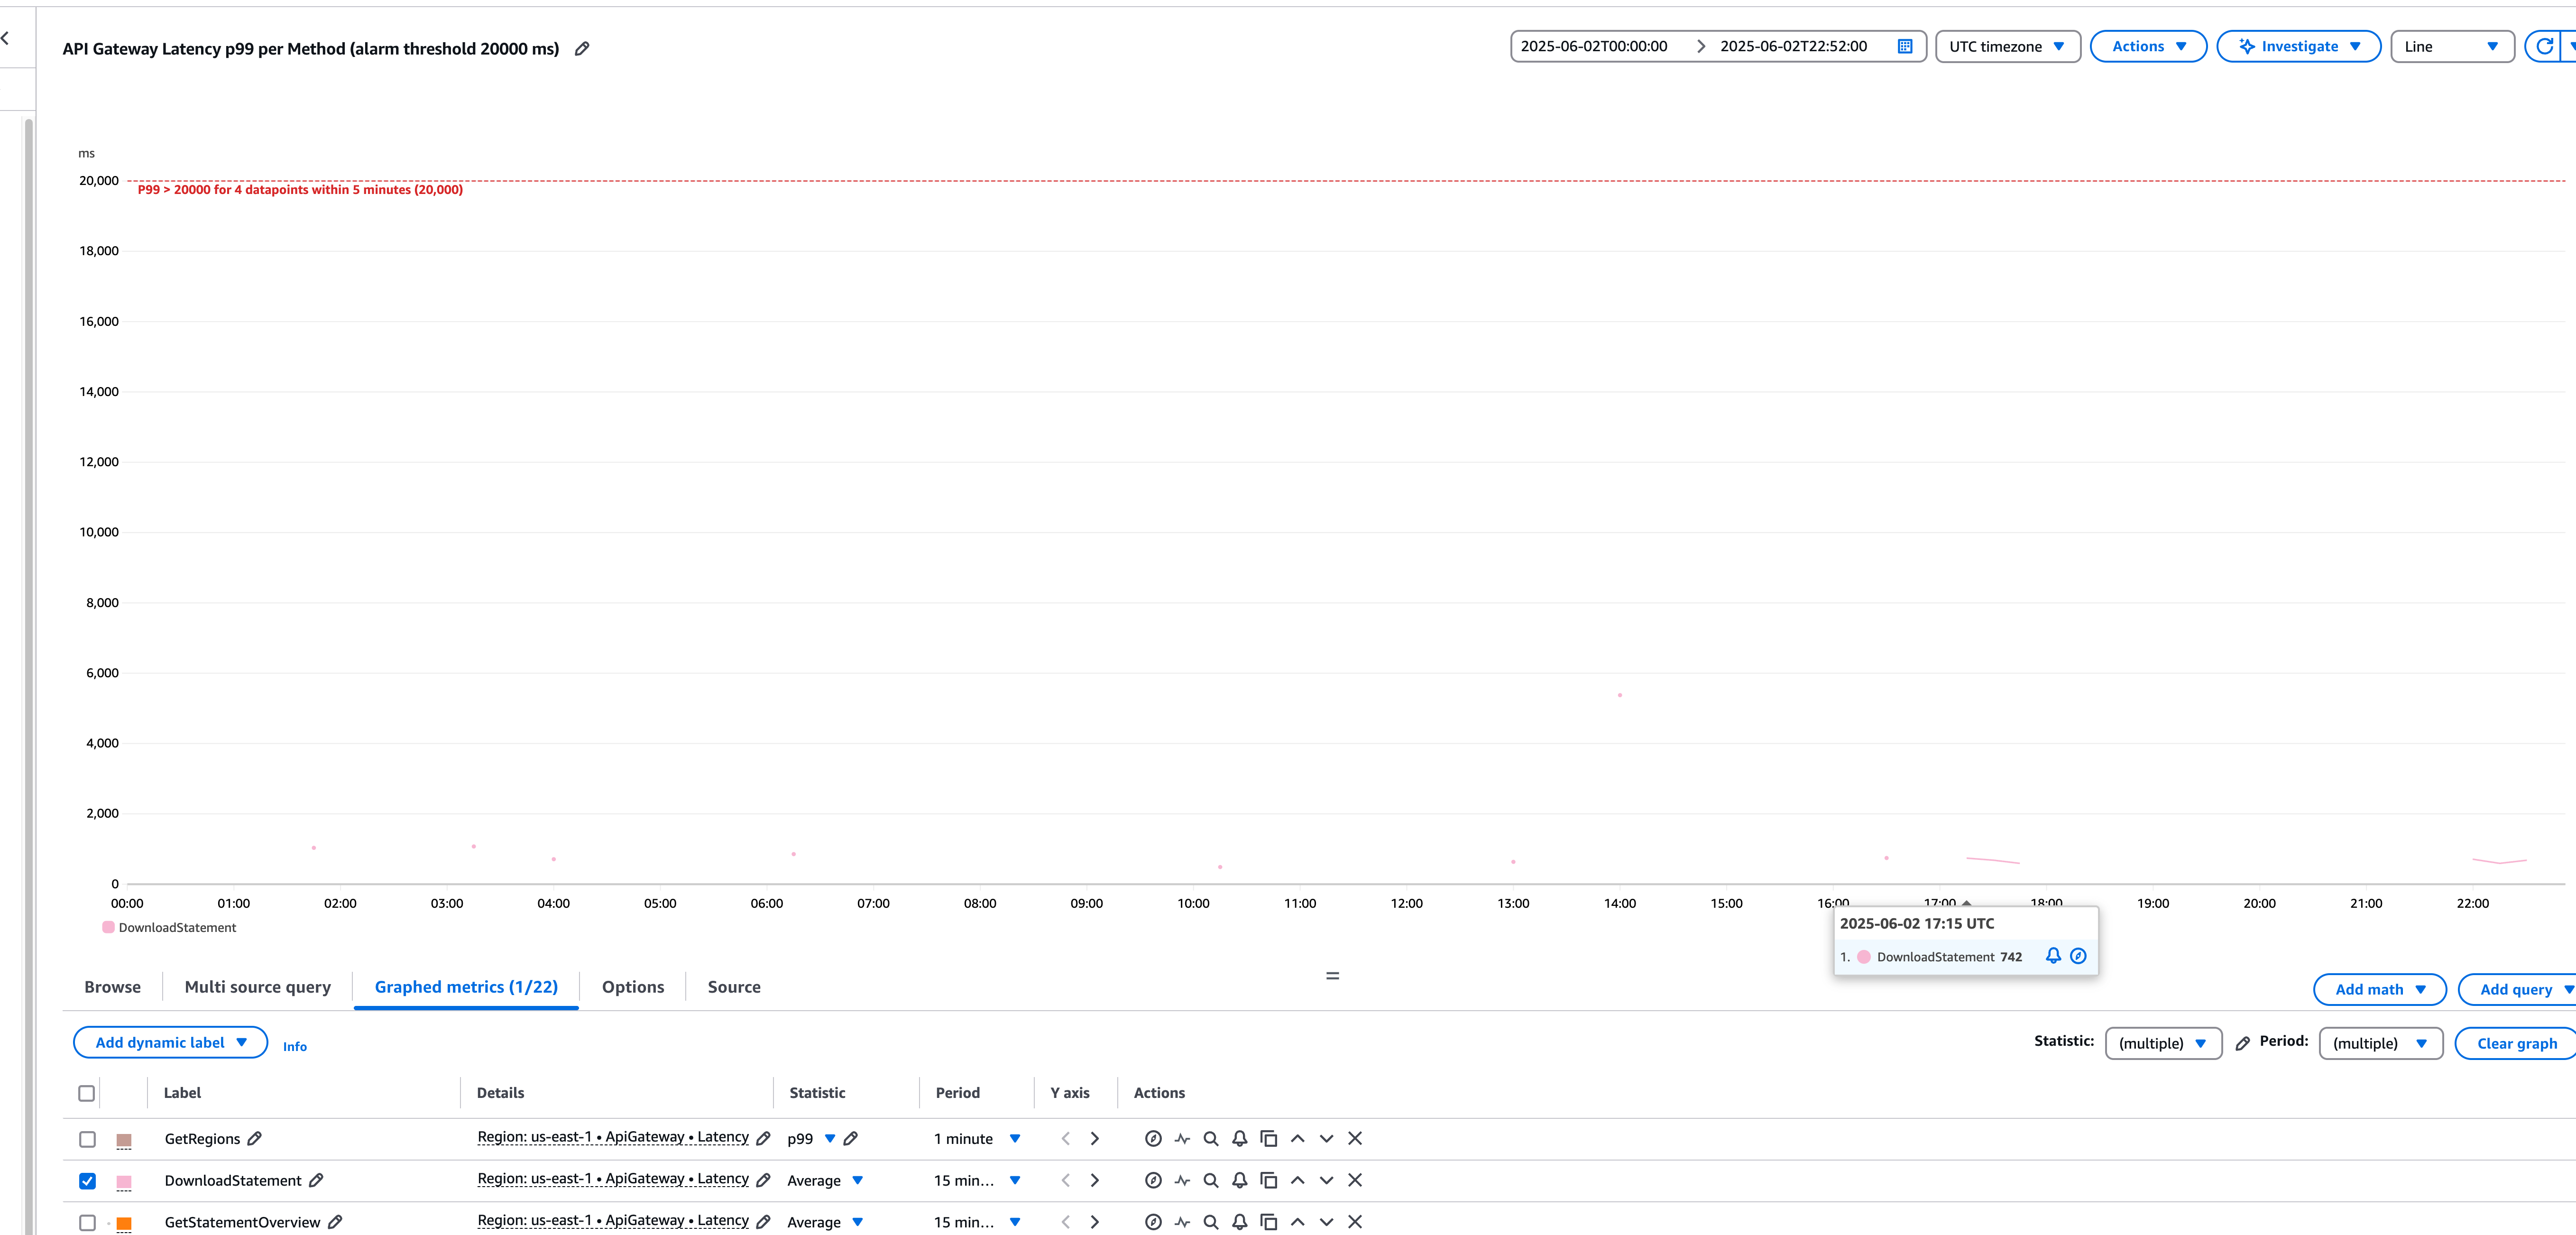 API Gateway Latency p99 per Method (alarm threshold 20000 ms)
2025-06-02T00:00:00 2025-06-02T22:52:00 UTC timezone Actions Investigate Line
ms
20,000
P99 > 20000 for 4 datapoints within 5 minutes (20,000)
18,000
16,000
14,000
12,000
10,000
8,000
6,000
4,000
2,000
0
00:00 01:00 02:00 03:00 04:00 05:00 06:00 07:00 08:00 09:00 10:00 11:00 12:00 13:00 14:00 15:00 16:00 17:00 18:00 19:00 20:00 21:00 22:00
DownloadStatement
2025-06-02 17:15 UTC
1. DownloadStatement 742
Browse Multi source query Graphed metrics (1/22) Options Source
Add math Add query
Add dynamic label Info
Statistic: (multiple) Period: (multiple) Clear graph
Label Details Statistic Period Y axis Actions
GetRegions Region: us-east-1 • ApiGateway • Latency p99 1 minute
DownloadStatement Region: us-east-1 • ApiGateway • Latency Average 15 min...
GetStatementOverview Region: us-east-1 • ApiGateway • Latency Average 15 min...